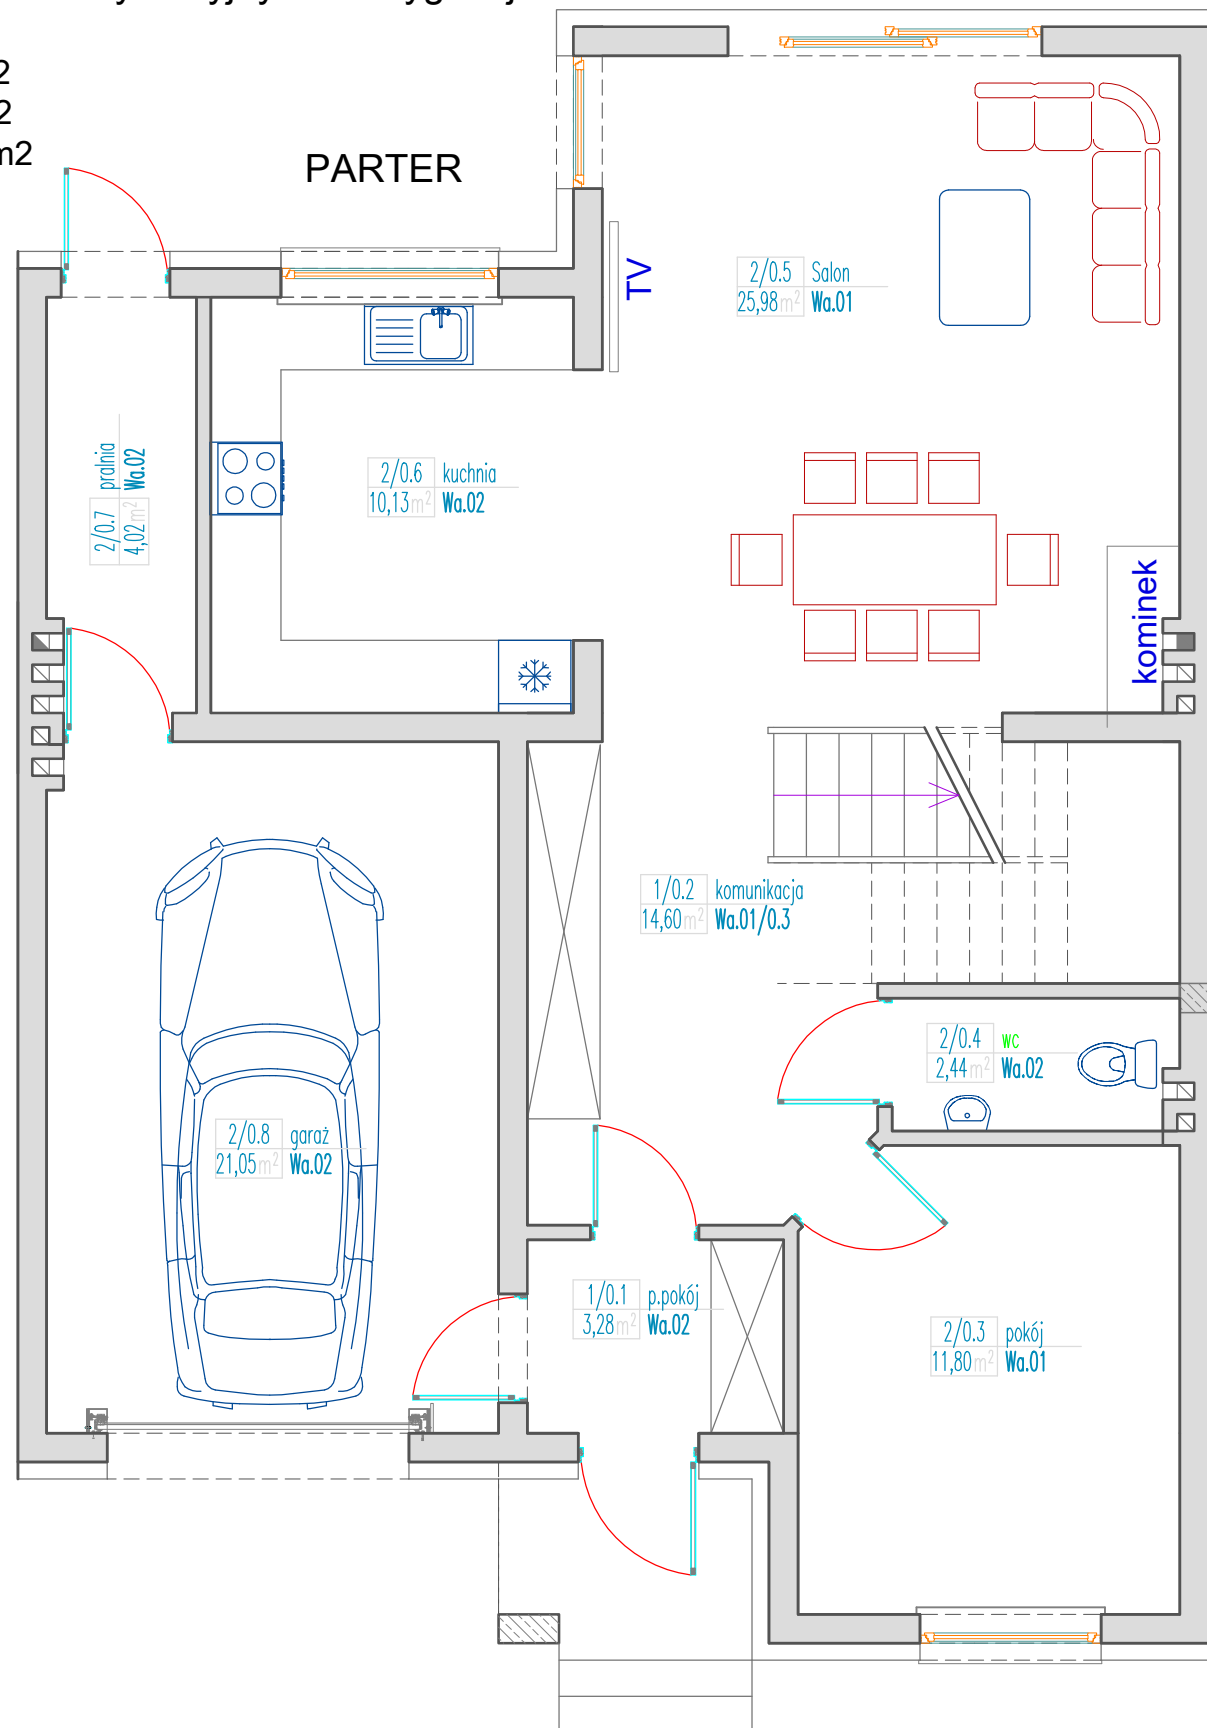 2
2
m2
PARTER
TV
2/0.5 Salon
25,98m² Wa.01
2/0.7 pralnia
4,02m² Wa.02
2/0.6 kuchnia
10,13m² Wa.02
kominek
1/0.2 komunikacja
14,60m² Wa.01/0.3
2/0.4 wc
2,44m² Wa.02
2/0.8 garaż
21,05m² Wa.02
1/0.1 p.pokój
3,28m² Wa.02
2/0.3 pokój
11,80m² Wa.01